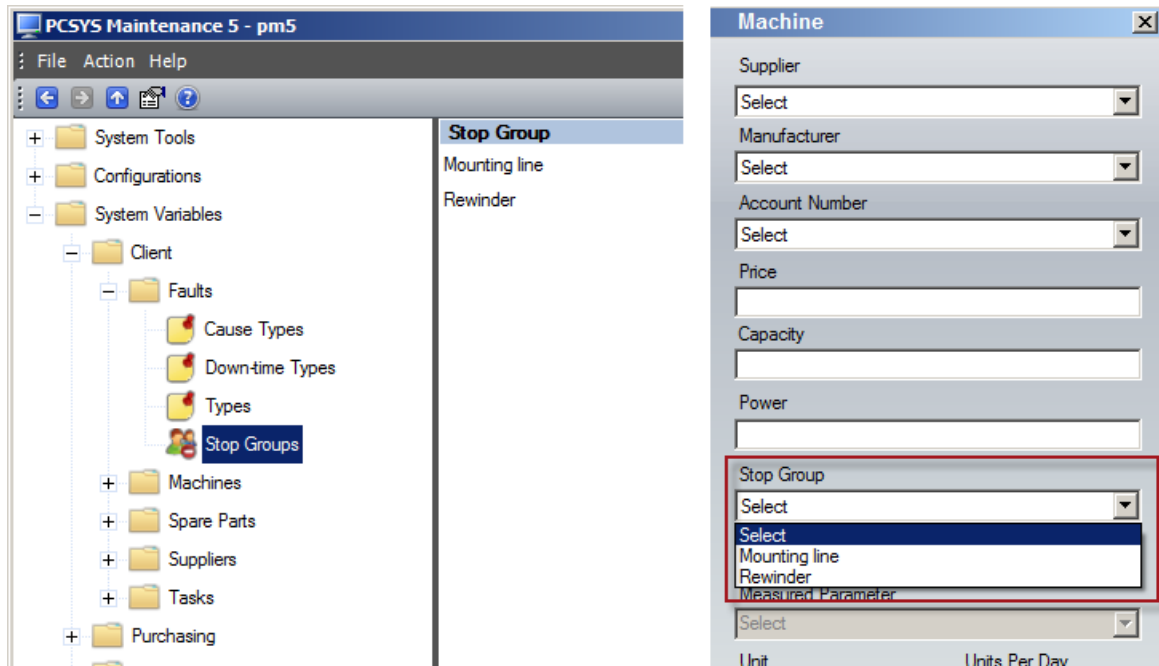 PCSYS Maintenance 5 - pm5
File Action Help
System Tools
Configurations
System Variables
Client
Faults
Cause Types
Down-time Types
Types
Stop Groups
Machines
Spare Parts
Suppliers
Tasks
Purchasing
Stop Group
Mounting line
Rewinder
Machine
Supplier
Select
Manufacturer
Select
Account Number
Select
Price
Capacity
Power
Stop Group
Select
Select
Mounting line
Rewinder
Measured Parameter
Select
Unit Units Per Day